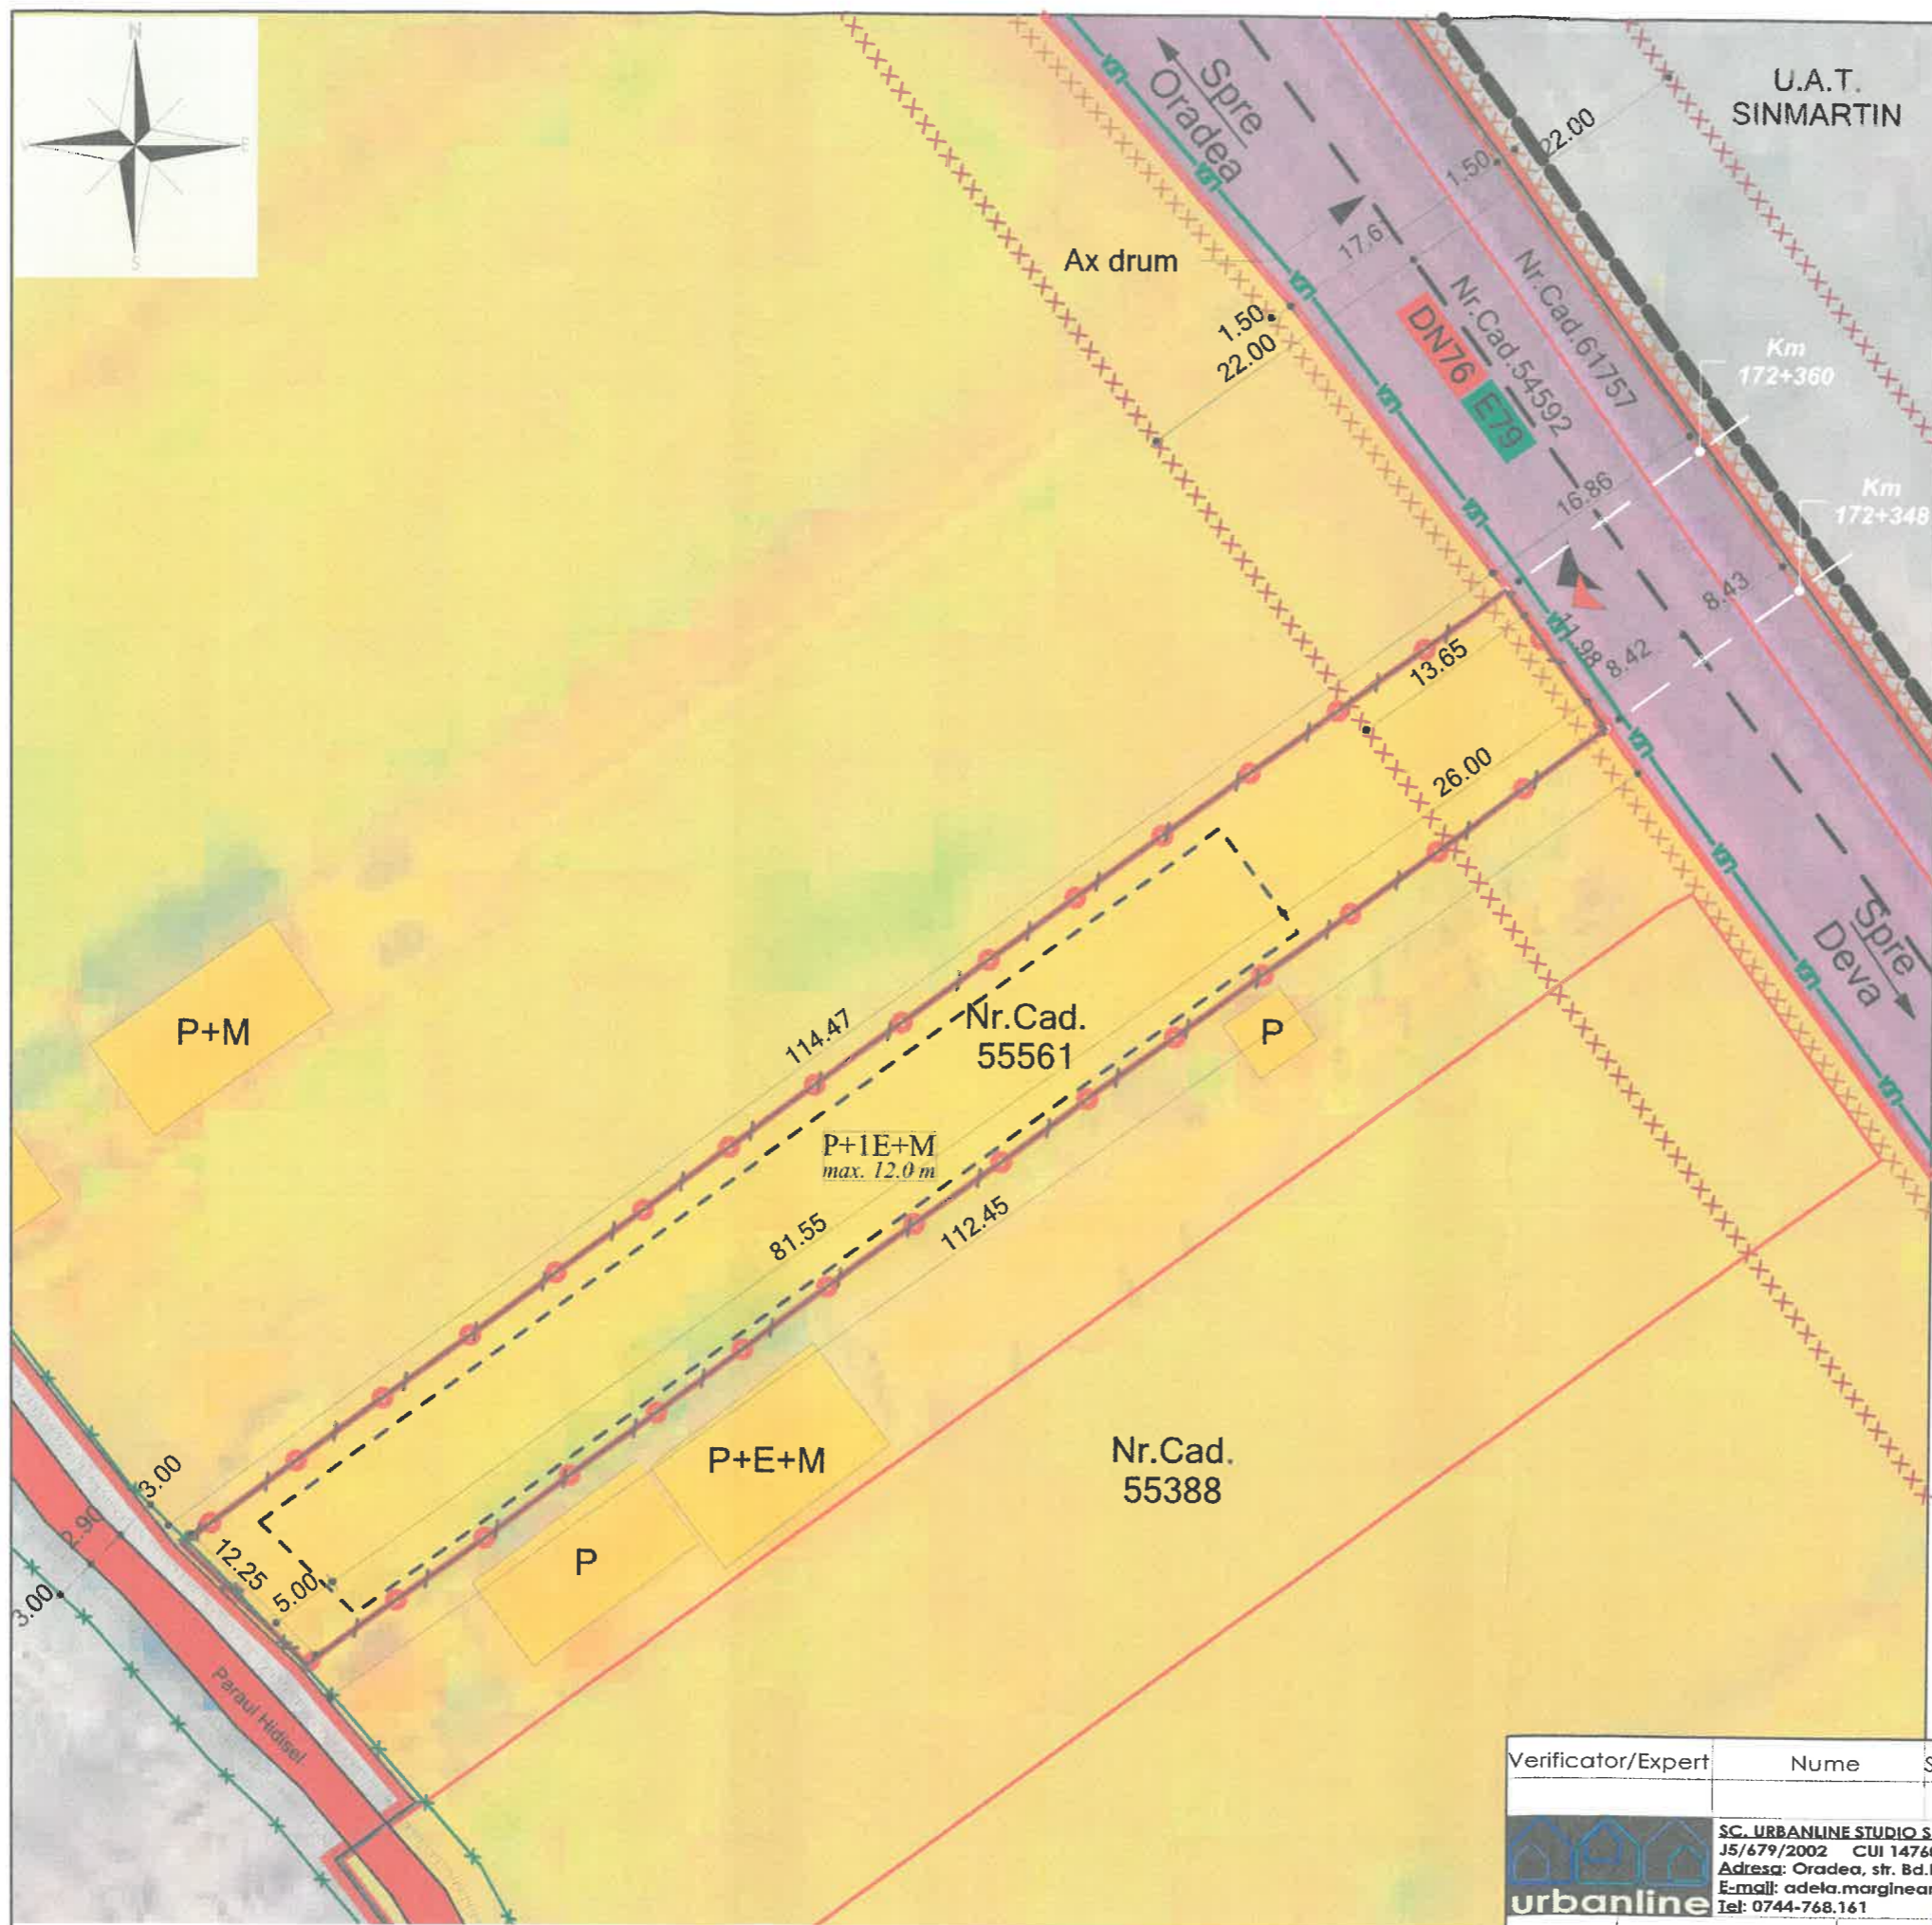 N
E
S
U.A.T.
SINMARTIN
Spre
Oradea
22.00
1.50
17.61
Ax drum
Nr.Cad.61757
Nr.Cad.54592
DN76
E79
1.50
22.00
Km
172+360
Km
172+348
16.86
8.43
11.98
8.42
13.65
26.00
Spre
Deva
P+M
114.47
Nr.Cad.
55561
P
P+1E+M
max. 12.0 m
81.55
112.45
P+E+M
Nr.Cad.
55388
3.00
2.90
12.25
5.00
P
3.00
Paraul Hidisel
Verificator/Expert
Nume
S
SC. URBANLINE STUDIO S
J5/679/2002 CUI 1476
Adresa: Oradea, str. Bd.
E-mail: adela.marginean
Tel: 0744-768.161
urbanline